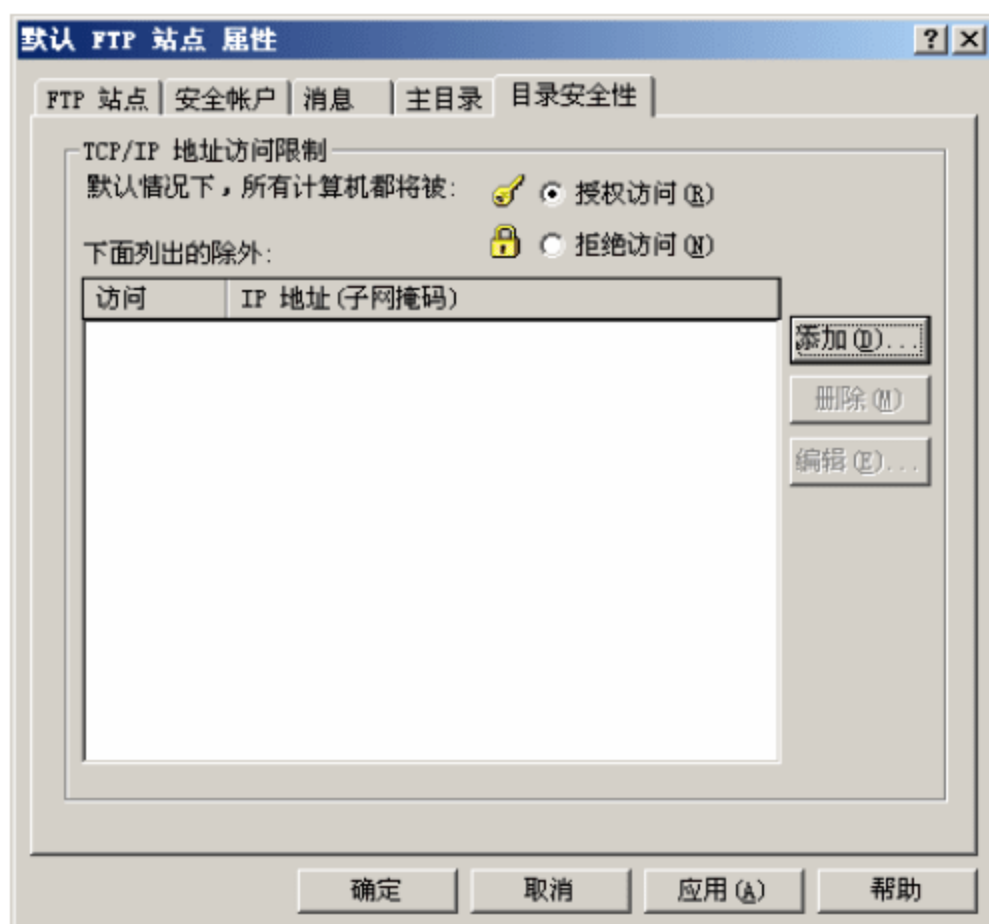 默认 FTP 站点 属性
FTP 站点 安全帐户 消息 主目录 目录安全性
TCP/IP 地址访问限制
默认情况下，所有计算机都将被: 授权访问(R)
下面列出的除外: 拒绝访问(N)
访问 IP 地址(子网掩码)
添加(D)...
删除(M)
编辑(E)...
确定 取消 应用(A) 帮助